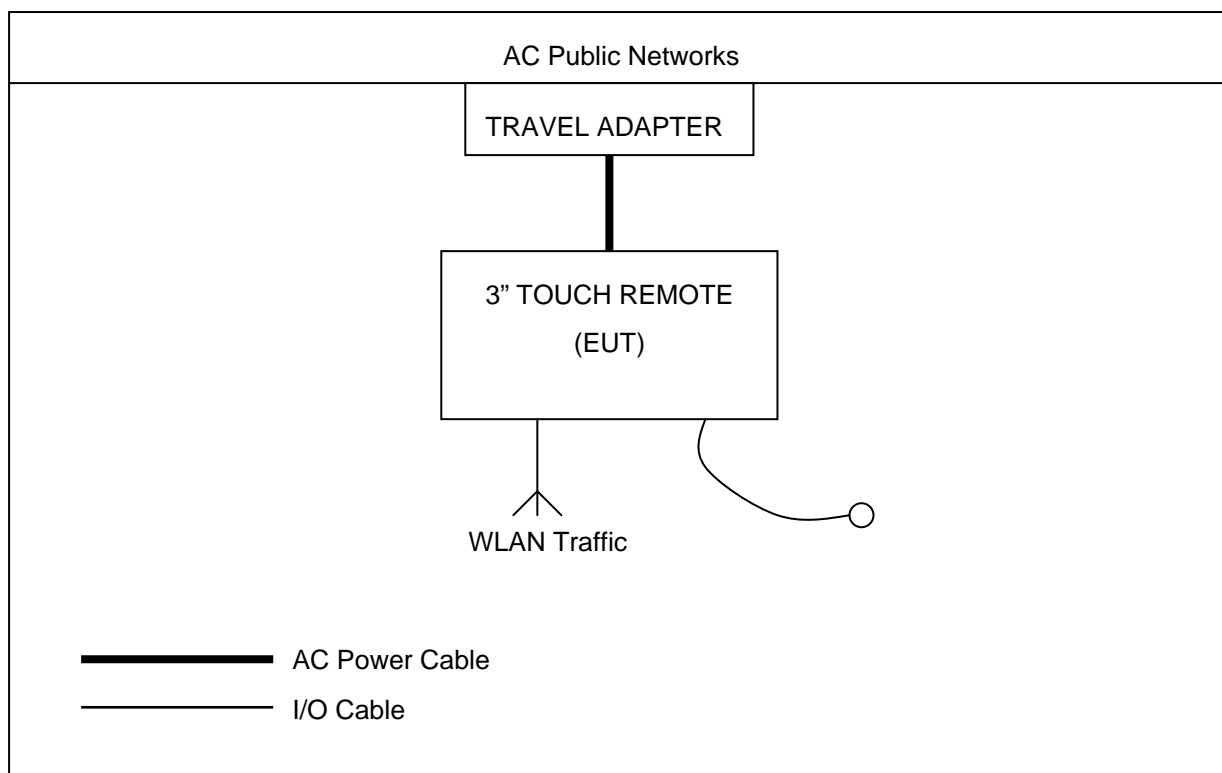 AC Public Networks
TRAVEL ADAPTER
3” TOUCH REMOTE
(EUT)
WLAN Traffic
AC Power Cable
I/O Cable